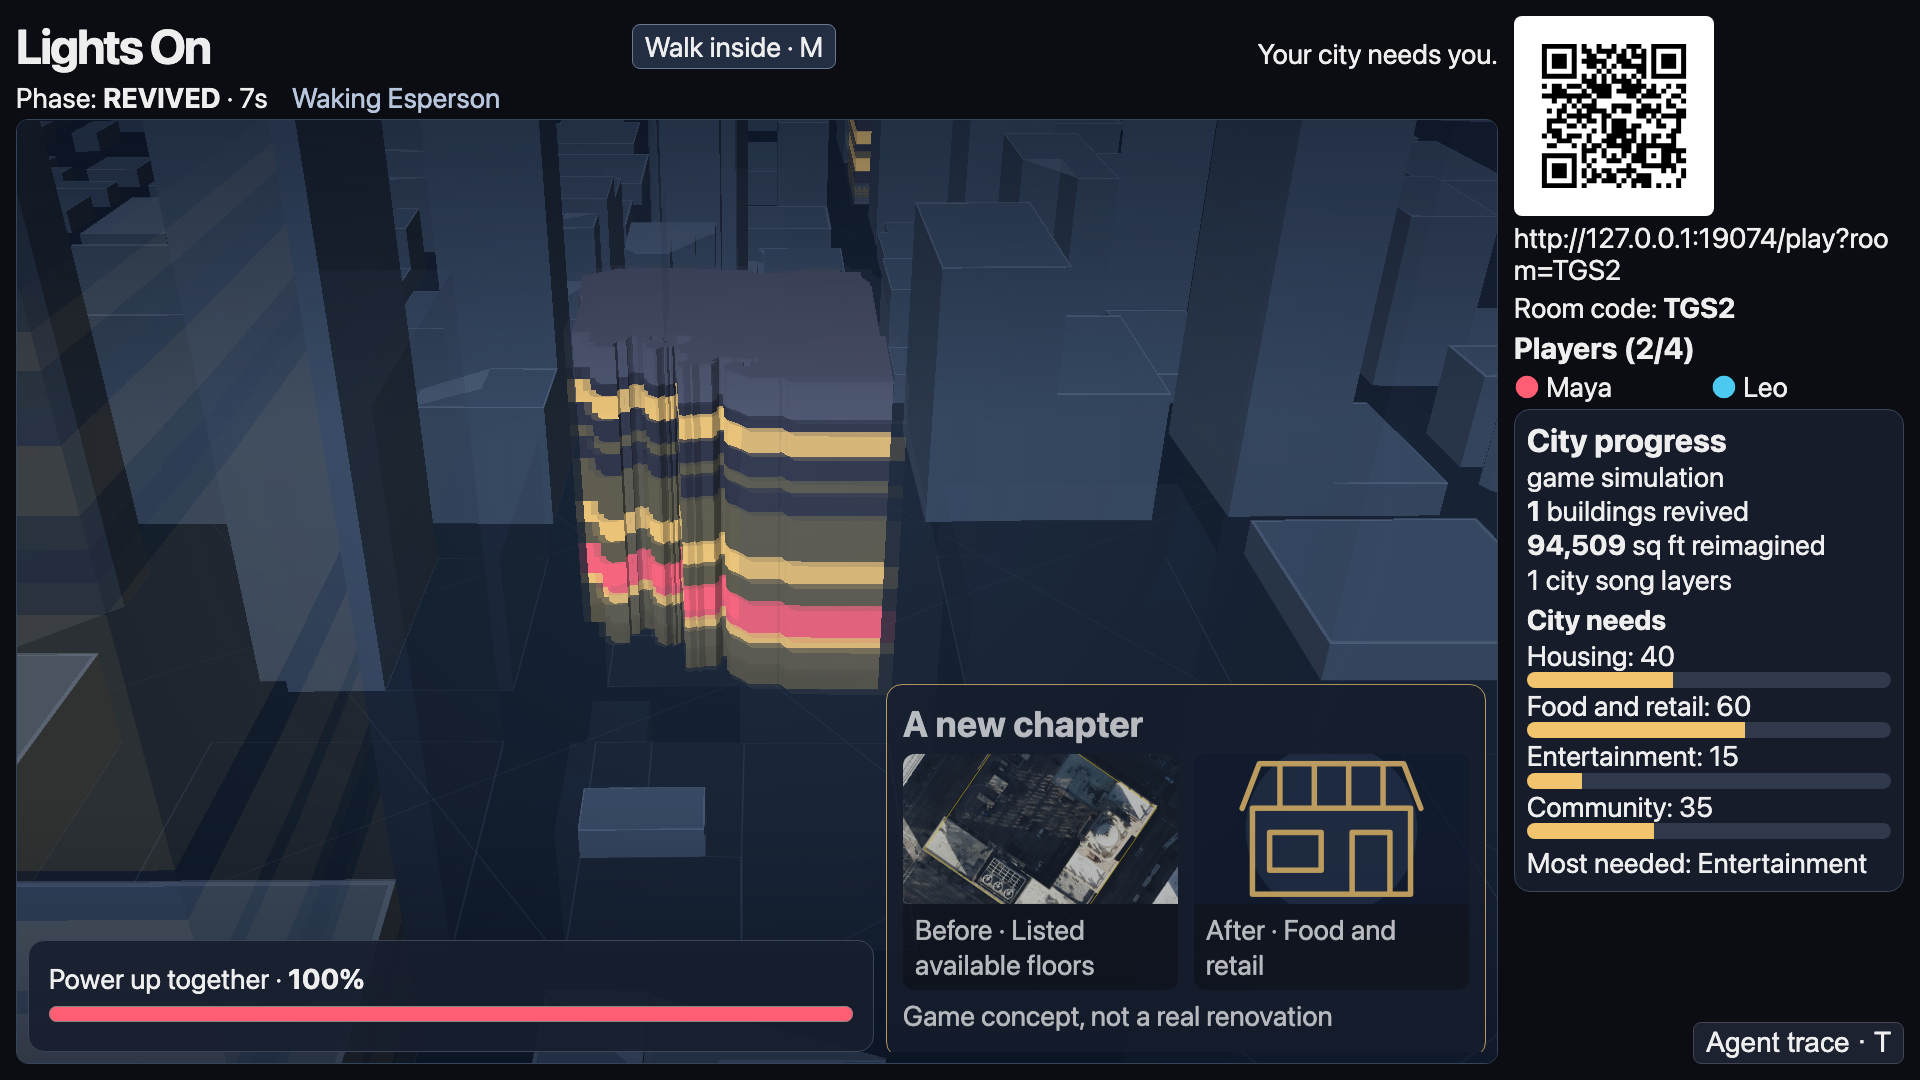 Lights On
Walk inside · M
Your city needs you.
Phase: REVIVED · 7s Waking Esperson
http://127.0.0.1:19074/play?roo
m=TGS2
Room code: TGS2
Players (2/4)
Maya
Leo
City progress
game simulation
1 buildings revived
94,509 sq ft reimagined
1 city song layers
City needs
Housing: 40
Food and retail: 60
Entertainment: 15
Community: 35
Most needed: Entertainment
A new chapter
Before · Listed
available floors
After · Food and
retail
Game concept, not a real renovation
Power up together · 100%
Agent trace · T